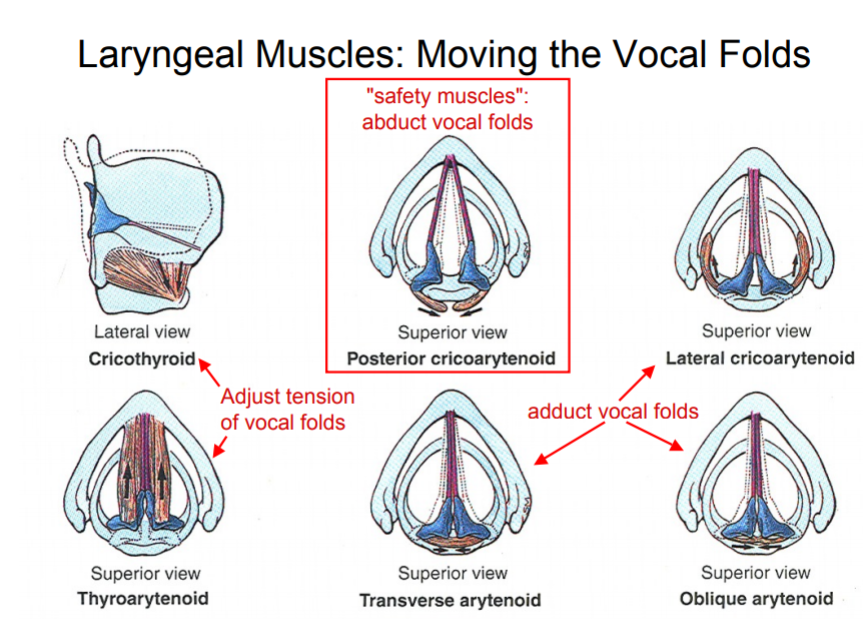 Laryngeal Muscles: Moving the Vocal Folds
"safety muscles":
abduct vocal folds
Lateral view
Cricothyroid
Superior view
Posterior cricoarytenoid
Superior view
Lateral cricoarytenoid
Adjust tension
of vocal folds
adduct vocal folds
Superior view
Thyroarytenoid
Superior view
Transverse arytenoid
Superior view
Oblique arytenoid